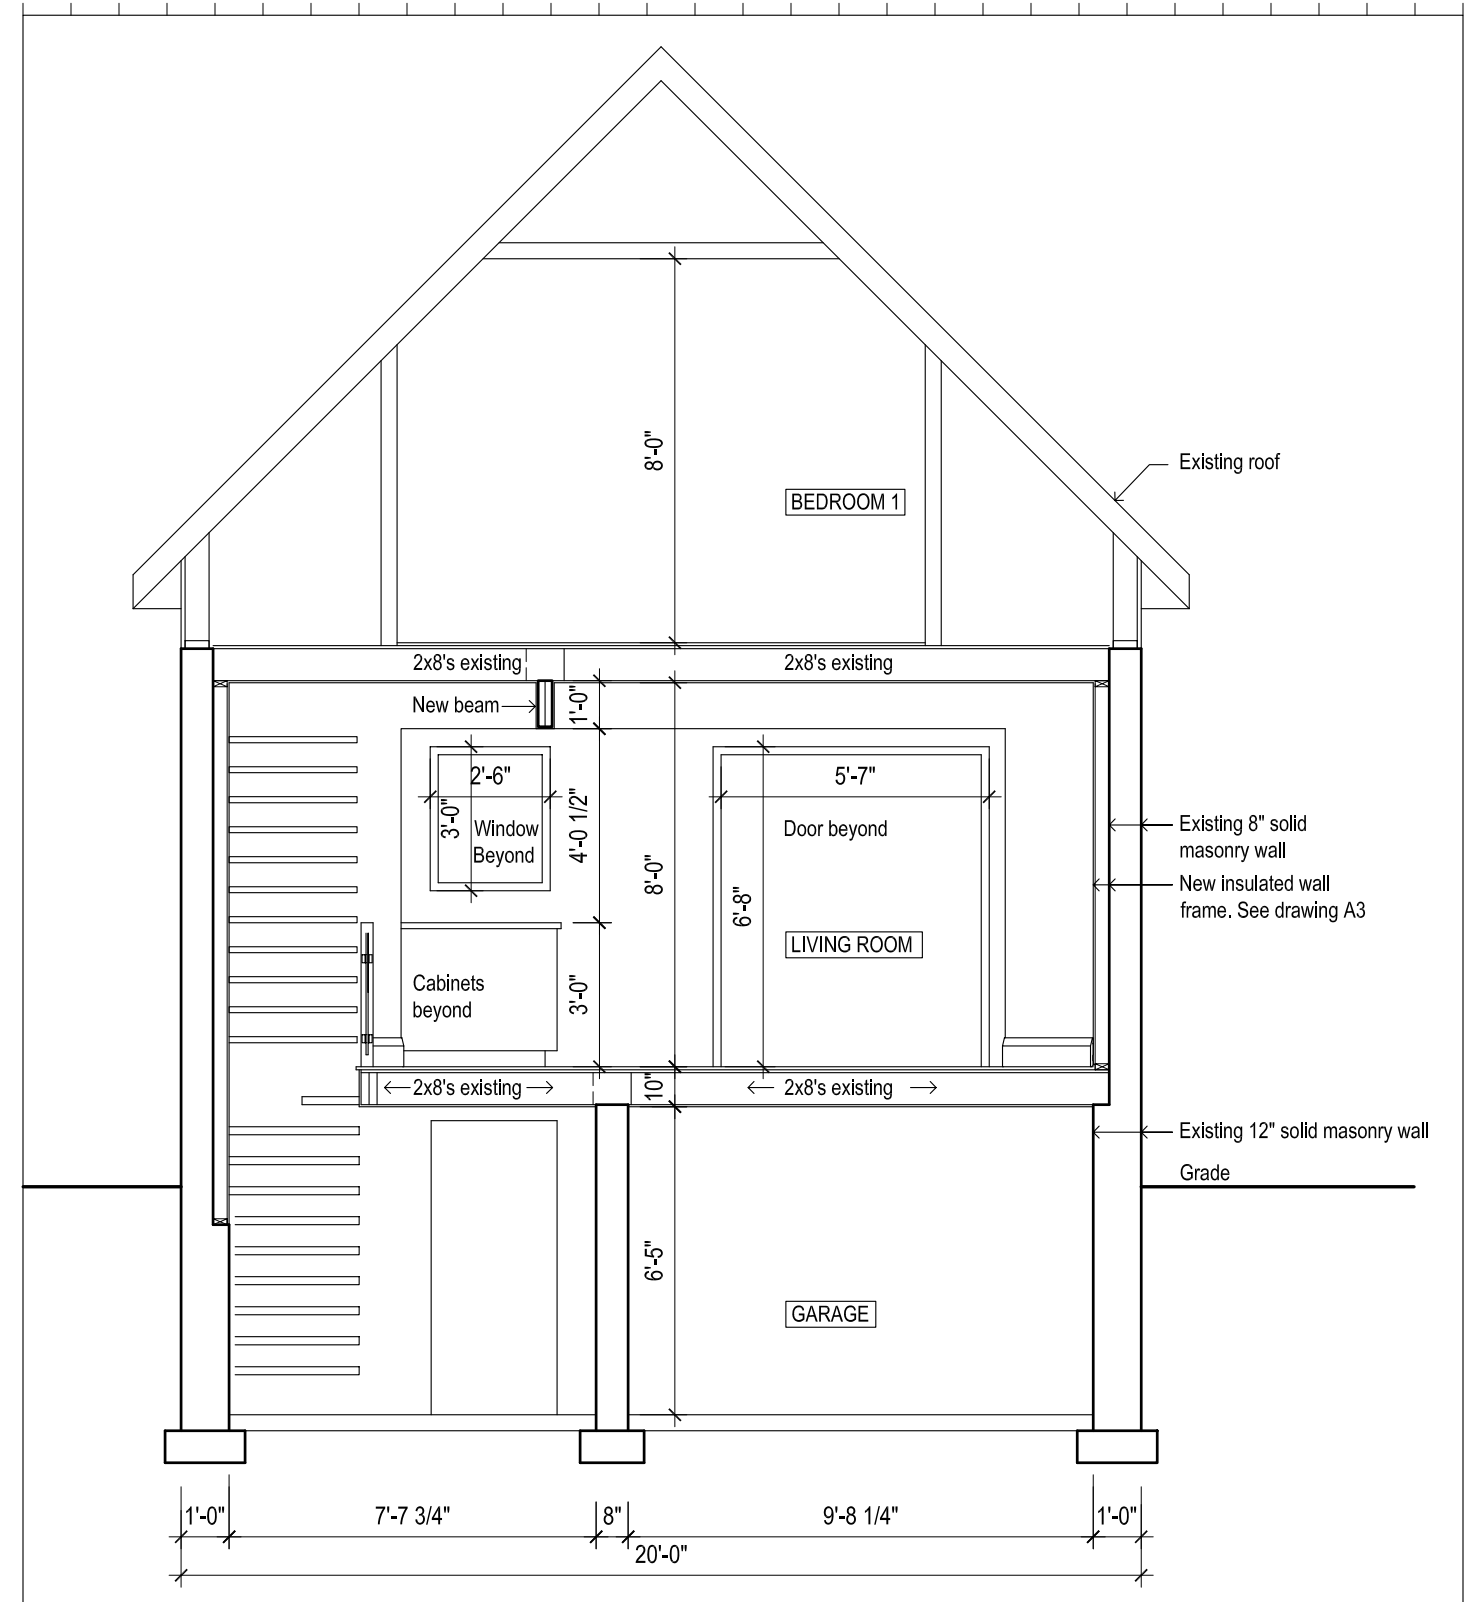 8'-0"
Existing roof
BEDROOM 1
2x8's existing
2x8's existing
New beam
1'-0"
2'-6"
5'-7"
3'-0"
Window
Beyond
4'-0 1/2"
Door beyond
Existing 8" solid
masonry wall
8'-0"
6'-8"
New insulated wall
frame. See drawing A3
LIVING ROOM
Cabinets
beyond
3'-0"
2x8's existing
10"
2x8's existing
Existing 12" solid masonry wall
Grade
6'-5"
GARAGE
1'-0"
7'-7 3/4"
8"
9'-8 1/4"
1'-0"
20'-0"